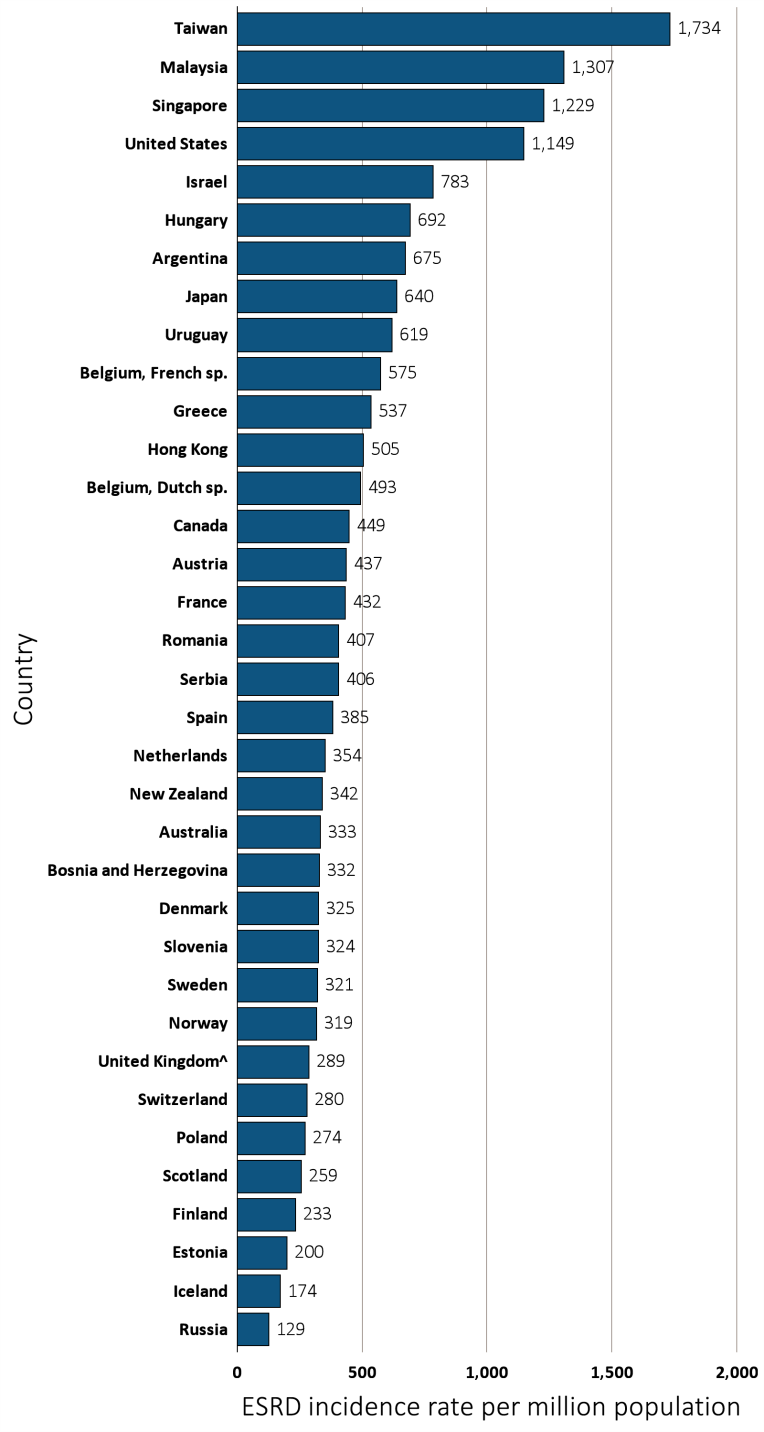 Taiwan 1,734
Malaysia 1,307
Singapore 1,229
United States 1,149
Israel 783
Hungary 692
Argentina 675
Japan 640
Uruguay 619
Belgium, French sp. 575
Greece 537
Hong Kong 505
Belgium, Dutch sp. 493
Canada 449
Austria 437
France 432
Romania 407
Serbia 406
Spain 385
Netherlands 354
New Zealand 342
Australia 333
Bosnia and Herzegovina 332
Denmark 325
Slovenia 324
Sweden 321
Norway 319
United Kingdom^ 289
Switzerland 280
Poland 274
Scotland 259
Finland 233
Estonia 200
Iceland 174
Russia 129
Country
0 500 1,000 1,500 2,000
ESRD incidence rate per million population